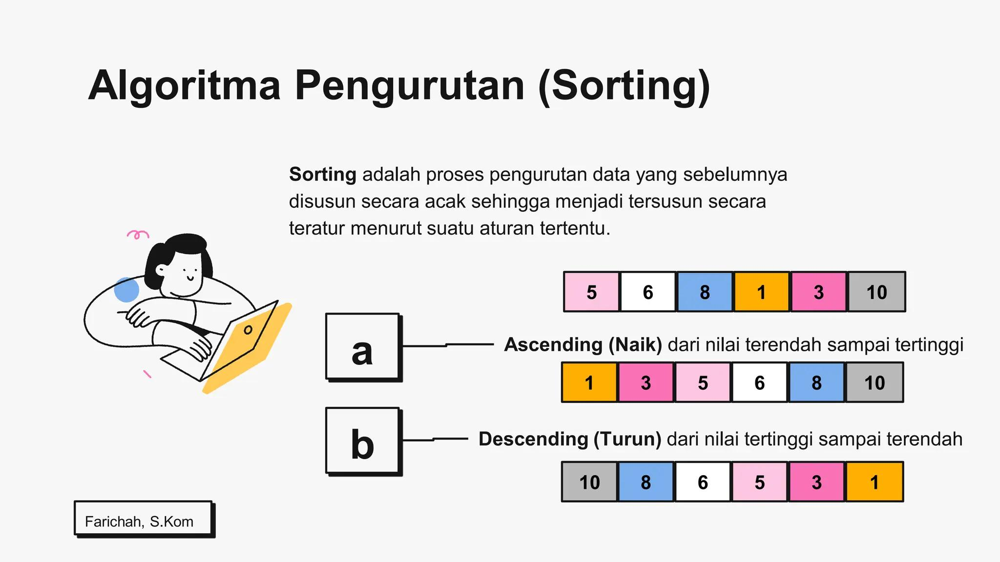 Algoritma Pengurutan (Sorting)
Sorting adalah proses pengurutan data yang sebelumnya
disusun secara acak sehingga menjadi tersusun secara
teratur menurut suatu aturan tertentu.
5 6 8 1 3 10
a
Ascending (Naik) dari nilai terendah sampai tertinggi
1 3 5 6 8 10
b
Descending (Turun) dari nilai tertinggi sampai terendah
10 8 6 5 3 1
Farichah, S.Kom